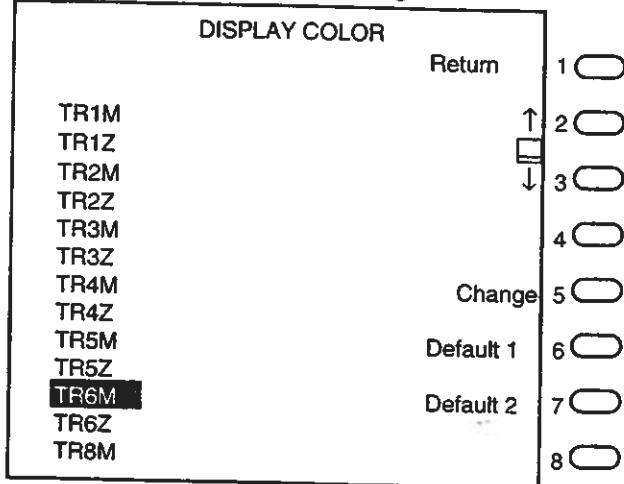 DISPLAY COLOR
Return 1
TR1M
↑ 2
TR1Z
TR2M
↓ 3
TR2Z
TR3M
4
TR3Z
TR4M
Change 5
TR4Z
TR5M
Default 1 6
TR5Z
TR6M
Default 2 7
TR6Z
TR8M
8